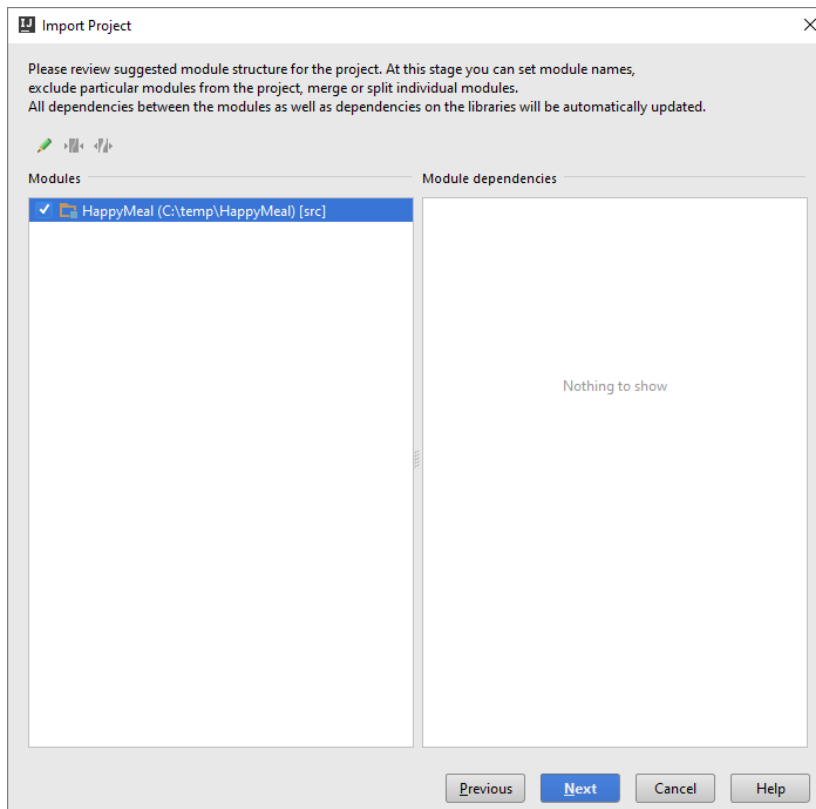 IJ Import Project
Please review suggested module structure for the project. At this stage you can set module names,
exclude particular modules from the project, merge or split individual modules.
All dependencies between the modules as well as dependencies on the libraries will be automatically updated.
Modules
Module dependencies
HappyMeal (C:\temp\HappyMeal) [src]
Nothing to show
Previous Next Cancel Help